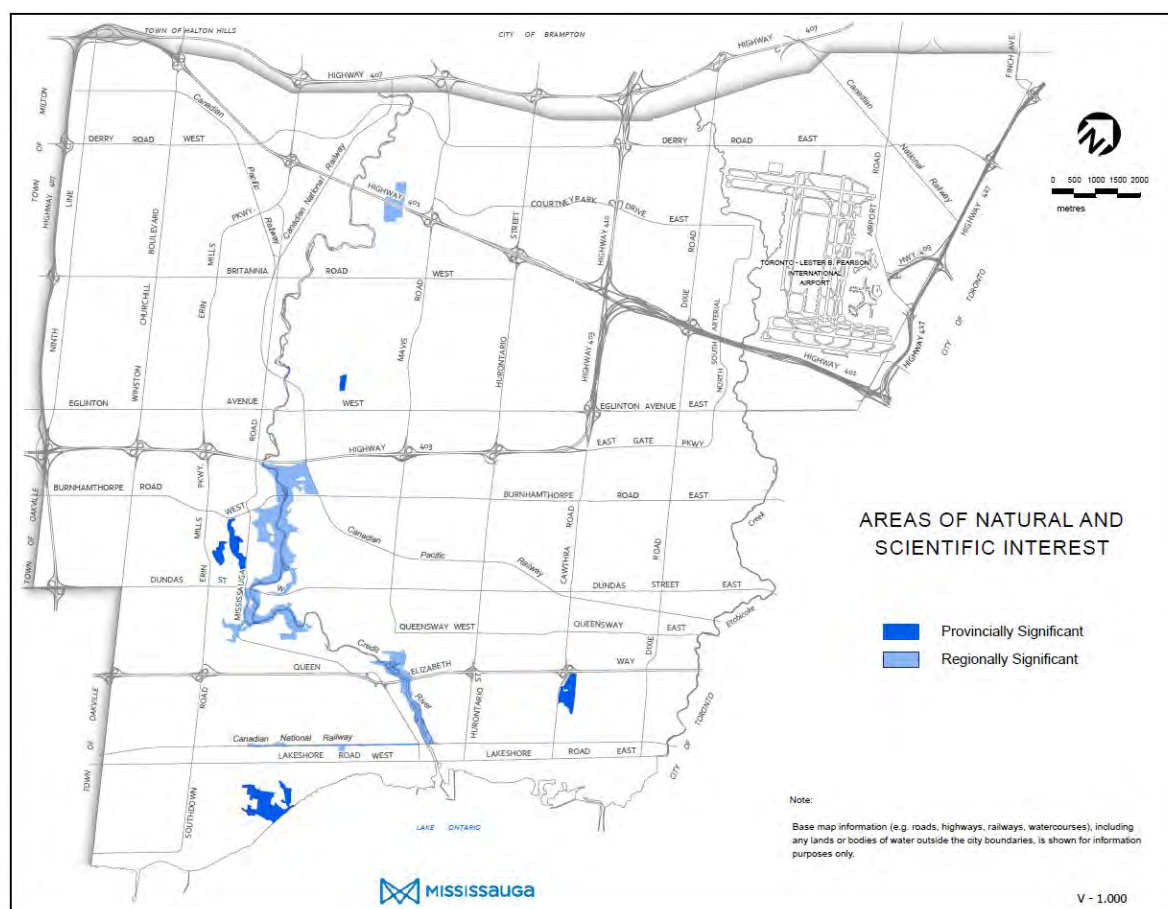 TOWN OF HALTON HILLS
CITY OF BRAMPTON
HIGHWAY 407
HIGHWAY 407
FINCH AVE.
TOWN OF MILTON
HIGHWAY 407
NINTH LINE
Canadian Pacific Railway
DERRY ROAD WEST
DERRY ROAD EAST
Canadian National Railway
Canadian National Railway
AIRPORT ROAD
HIGHWAY 427
0 500 1000 1500 2000
metres
HIGHWAY 401
COURTNEYPARK DRIVE EAST
WINSTON CHURCHILL BOULEVARD
ERIN MILLS PKWY
BRITANNIA ROAD WEST
MAVIS ROAD
HURONTARIO STREET
HIGHWAY 410
DIXIE ROAD
TORONTO - LESTER B. PEARSON
INTERNATIONAL
AIRPORT
HWY-409
HIGHWAY 427
CITY OF TORONTO
NORTH SOUTH ARTERIAL
HIGHWAY 401
HIGHWAY 403
EGLINTON AVENUE WEST
EGLINTON AVENUE EAST
HIGHWAY 403
EAST GATE PKWY
BURNHAMTHORPE ROAD WEST
BURNHAMTHORPE ROAD EAST
TOWN OF OAKVILLE
ERIN MILLS PKWY.
MISSISSAUGA ROAD
Canadian Pacific Railway
CAWTHRA ROAD
DIXIE ROAD
Etobicoke Creek
DUNDAS ST W
DUNDAS STREET EAST
QUEENSWAY WEST
QUEENSWAY EAST
Credit River
QUEEN ELIZABETH WAY
HURONTARIO ST
CITY OF TORONTO
TOWN OF OAKVILLE
SOUTHDOWN ROAD
Canadian National Railway
LAKESHORE ROAD WEST
LAKESHORE ROAD EAST
LAKE ONTARIO
AREAS OF NATURAL AND
SCIENTIFIC INTEREST
Provincially Significant
Regionally Significant
Note:
Base map information (e.g. roads, highways, railways, watercourses), including
any lands or bodies of water outside the city boundaries, is shown for information
purposes only.
MISSISSAUGA
V - 1.000